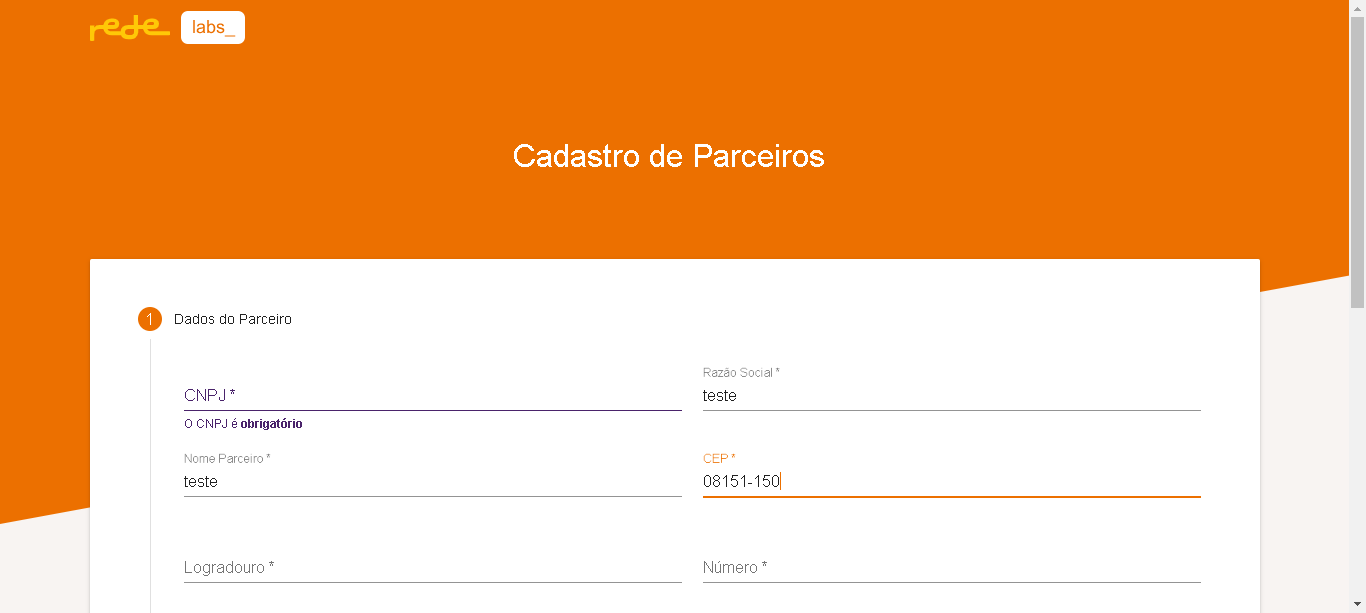 rede labs_
Cadastro de Parceiros
1 Dados do Parceiro
CNPJ *
O CNPJ é obrigatório
Razão Social *
teste
Nome Parceiro *
teste
CEP *
08151-150
Logradouro *
Número *